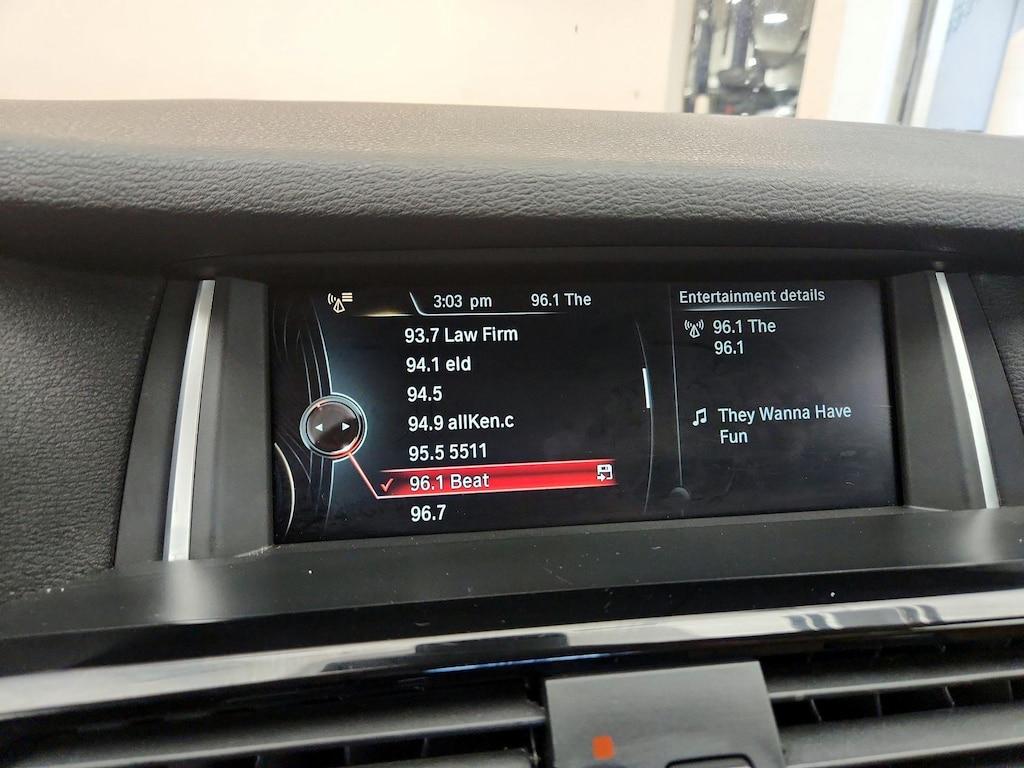 3:03 pm 96.1 The
93.7 Law Firm
94.1 eld
94.5
94.9 allKen.c
95.5 5511
96.1 Beat
96.7
Entertainment details
96.1 The
96.1
They Wanna Have
Fun